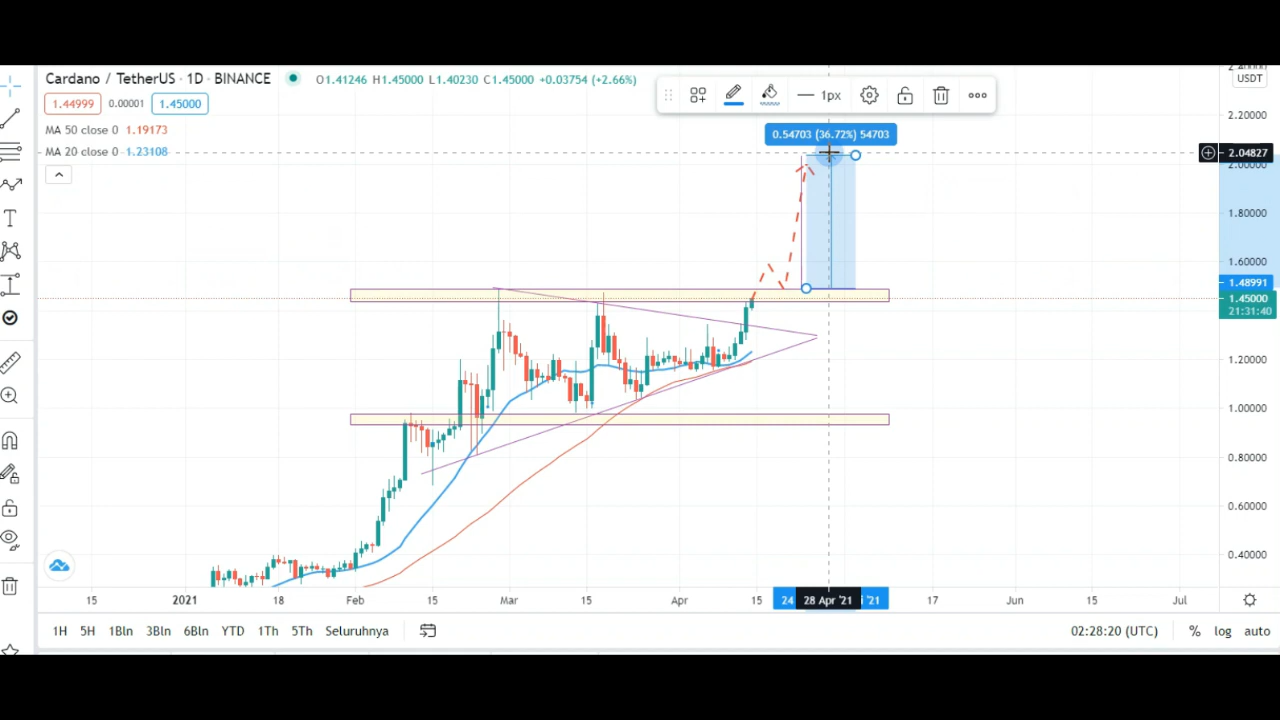 Cardano / TetherUS · 1D · BINANCE
O1.41246 H1.45000 L1.40230 C1.45000 +0.03754 (+2.66%)
1.44999 0.00001 1.45000
MA 50 close 0 1.19173
MA 20 close 0 1.23108
1px
0.54703 (36.72%) 54703
USDT
2.20000
2.04827
2.00000
1.80000
1.60000
1.48991
1.45000
21:31:40
1.20000
1.00000
0.80000
0.60000
0.40000
15 2021 18 Feb 15 Mar 15 Apr 15 24 28 Apr '21 '21 17 Jun 15 Jul
1H 5H 1Bln 3Bln 6Bln YTD 1Th 5Th Seluruhnya
02:28:20 (UTC) % log auto